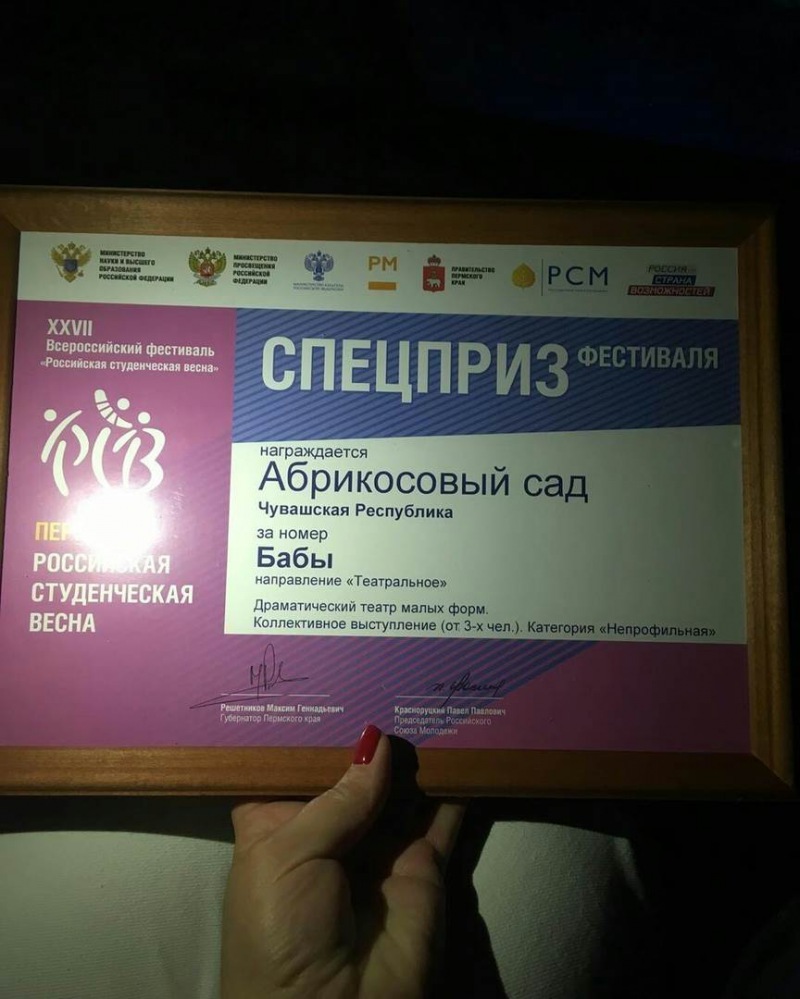 МИНИСТЕРСТВО
НАУКИ И ВЫСШЕГО
ОБРАЗОВАНИЯ
РОССИЙСКОЙ ФЕДЕРАЦИИ
МИНИСТЕРСТВО
ПРОСВЕЩЕНИЯ
РОССИЙСКОЙ
ФЕДЕРАЦИИ
РМ
ПРАВИТЕЛЬСТВО
ПЕРМСКОГО
КРАЯ
РСМ
РОССИЯ
СТРАНА
ВОЗМОЖНОСТЕЙ
XXVII
Всероссийский фестиваль
«Российская студенческая весна»
СПЕЦПРИЗ ФЕСТИВАЛЯ
награждается
Абрикосовый сад
Чувашская Республика
за номер
Бабы
направление «Театральное»
Драматический театр малых форм.
Коллективное выступление (от 3-х чел.). Категория «Непрофильная»
РОССИЙСКАЯ
СТУДЕНЧЕСКАЯ
ВЕСНА
Решетников Максим Геннадьевич
Губернатор Пермского края
Красноруцкий Павел Павлович
Председатель Российского
Союза Молодежи